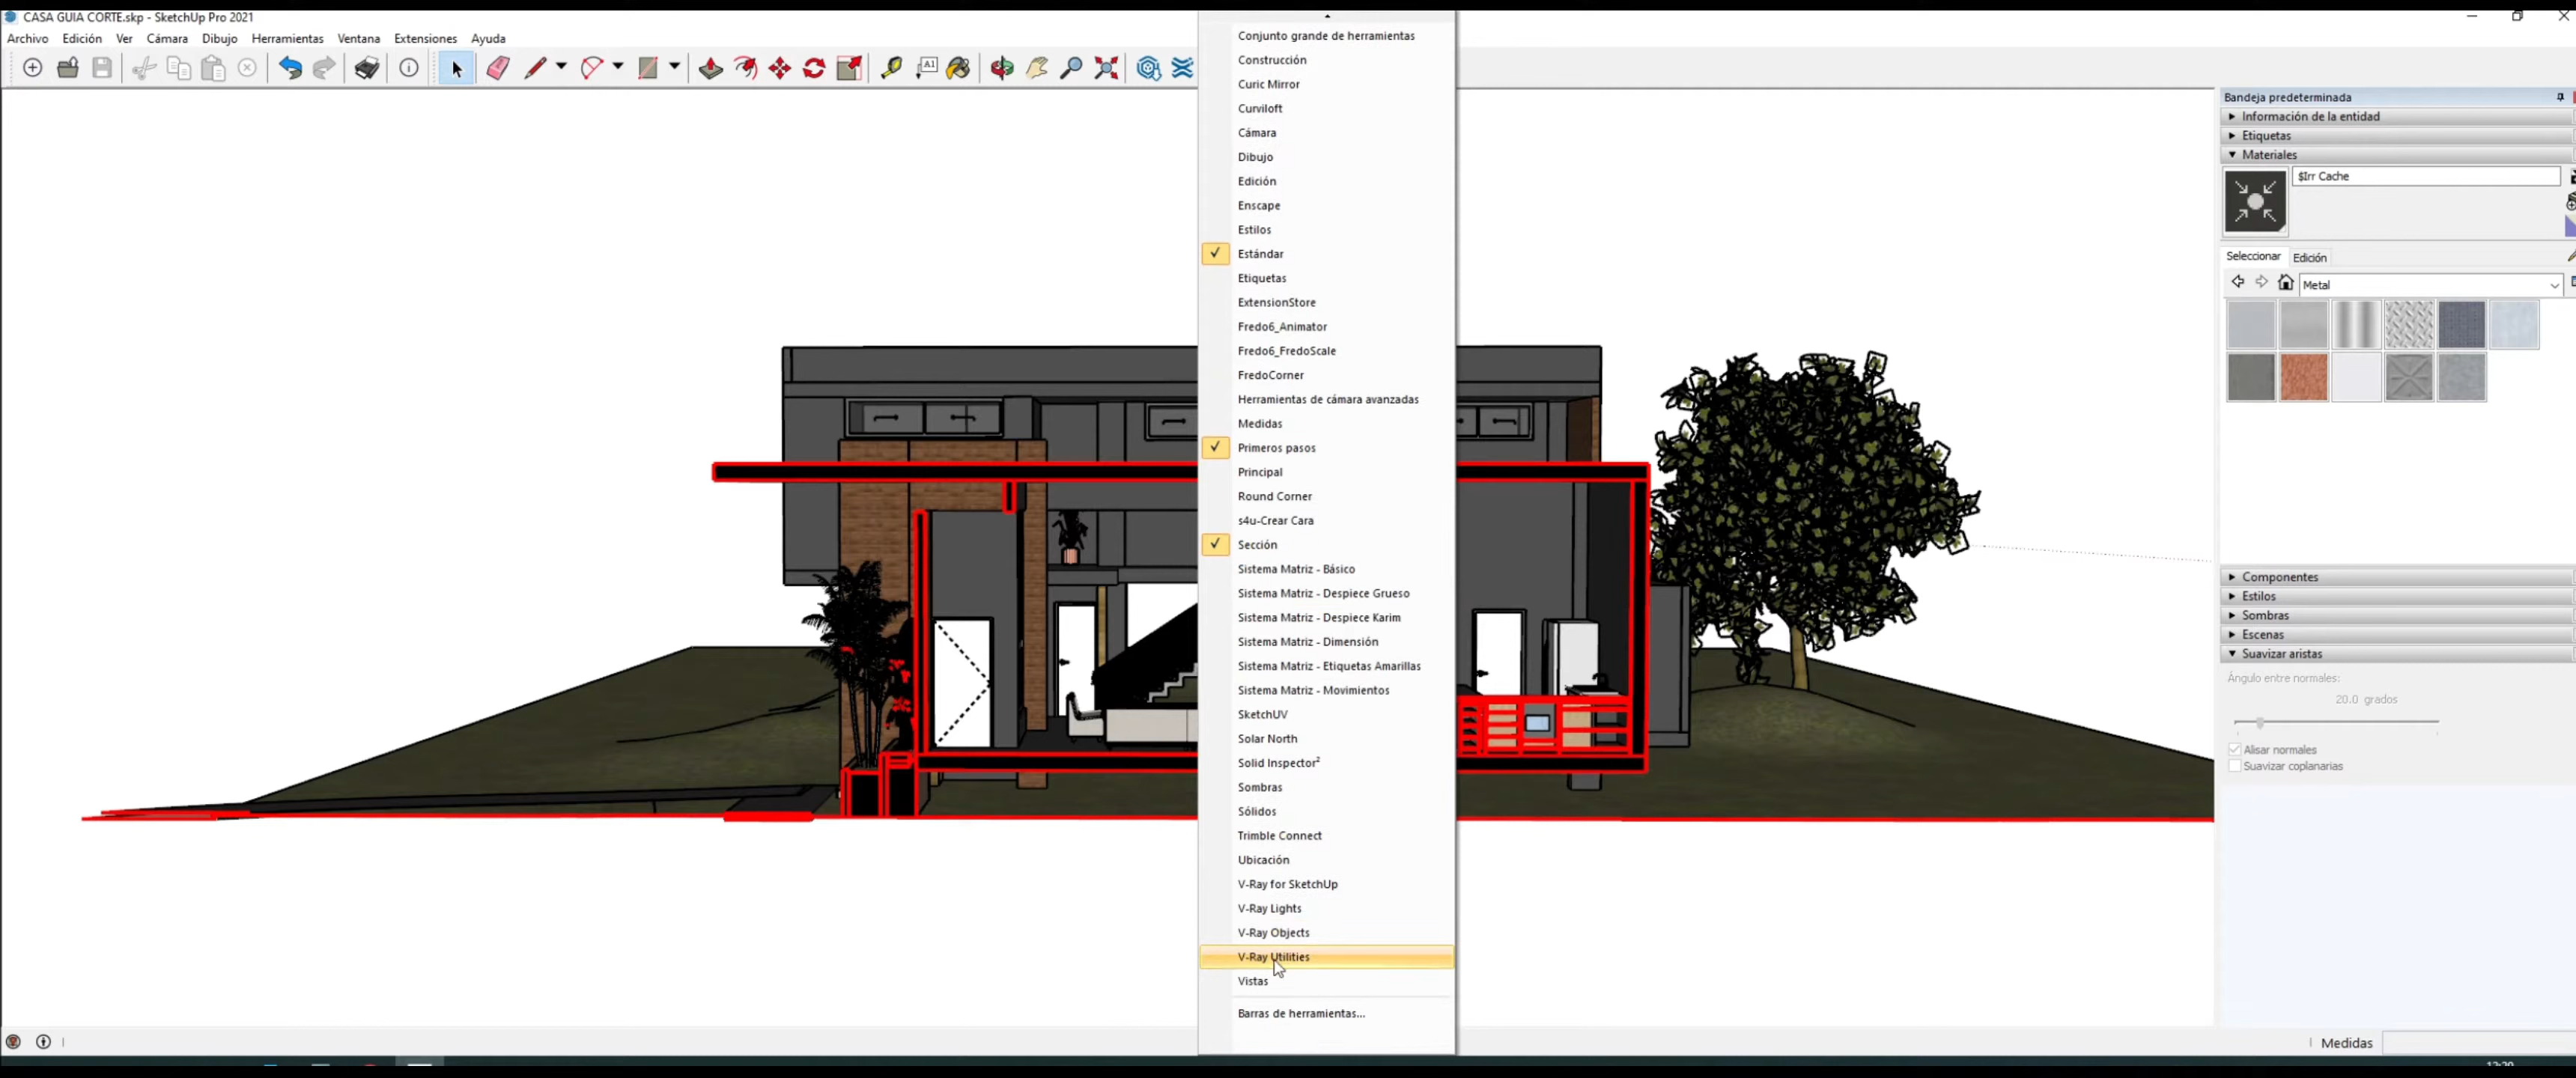 CASA GUIA CORTE.skp - SketchUp Pro 2021
Archivo Edición Ver Cámara Dibujo Herramientas Ventana Extensiones Ayuda
A1
Conjunto grande de herramientas
Construcción
Curic Mirror
Curviloft
Cámara
Dibujo
Edición
Enscape
Estilos
Estándar
Etiquetas
ExtensionStore
Fredo6_Animator
Fredo6_FredoScale
FredoCorner
Herramientas de cámara avanzadas
Medidas
Primeros pasos
Principal
Round Corner
s4u-Crear Cara
Sección
Sistema Matriz - Básico
Sistema Matriz - Despiece Grueso
Sistema Matriz - Despiece Karim
Sistema Matriz - Dimensión
Sistema Matriz - Etiquetas Amarillas
Sistema Matriz - Movimientos
SketchUV
Solar North
Solid Inspector²
Sombras
Sólidos
Trimble Connect
Ubicación
V-Ray for SketchUp
V-Ray Lights
V-Ray Objects
V-Ray Utilities
Vistas
Barras de herramientas...
Bandeja predeterminada
Información de la entidad
Etiquetas
Materiales
$Irr Cache
Seleccionar Edición
Metal
Componentes
Estilos
Sombras
Escenas
Suavizar aristas
Ángulo entre normales:
20.0 grados
Alisar normales
Suavizar coplanarias
Medidas